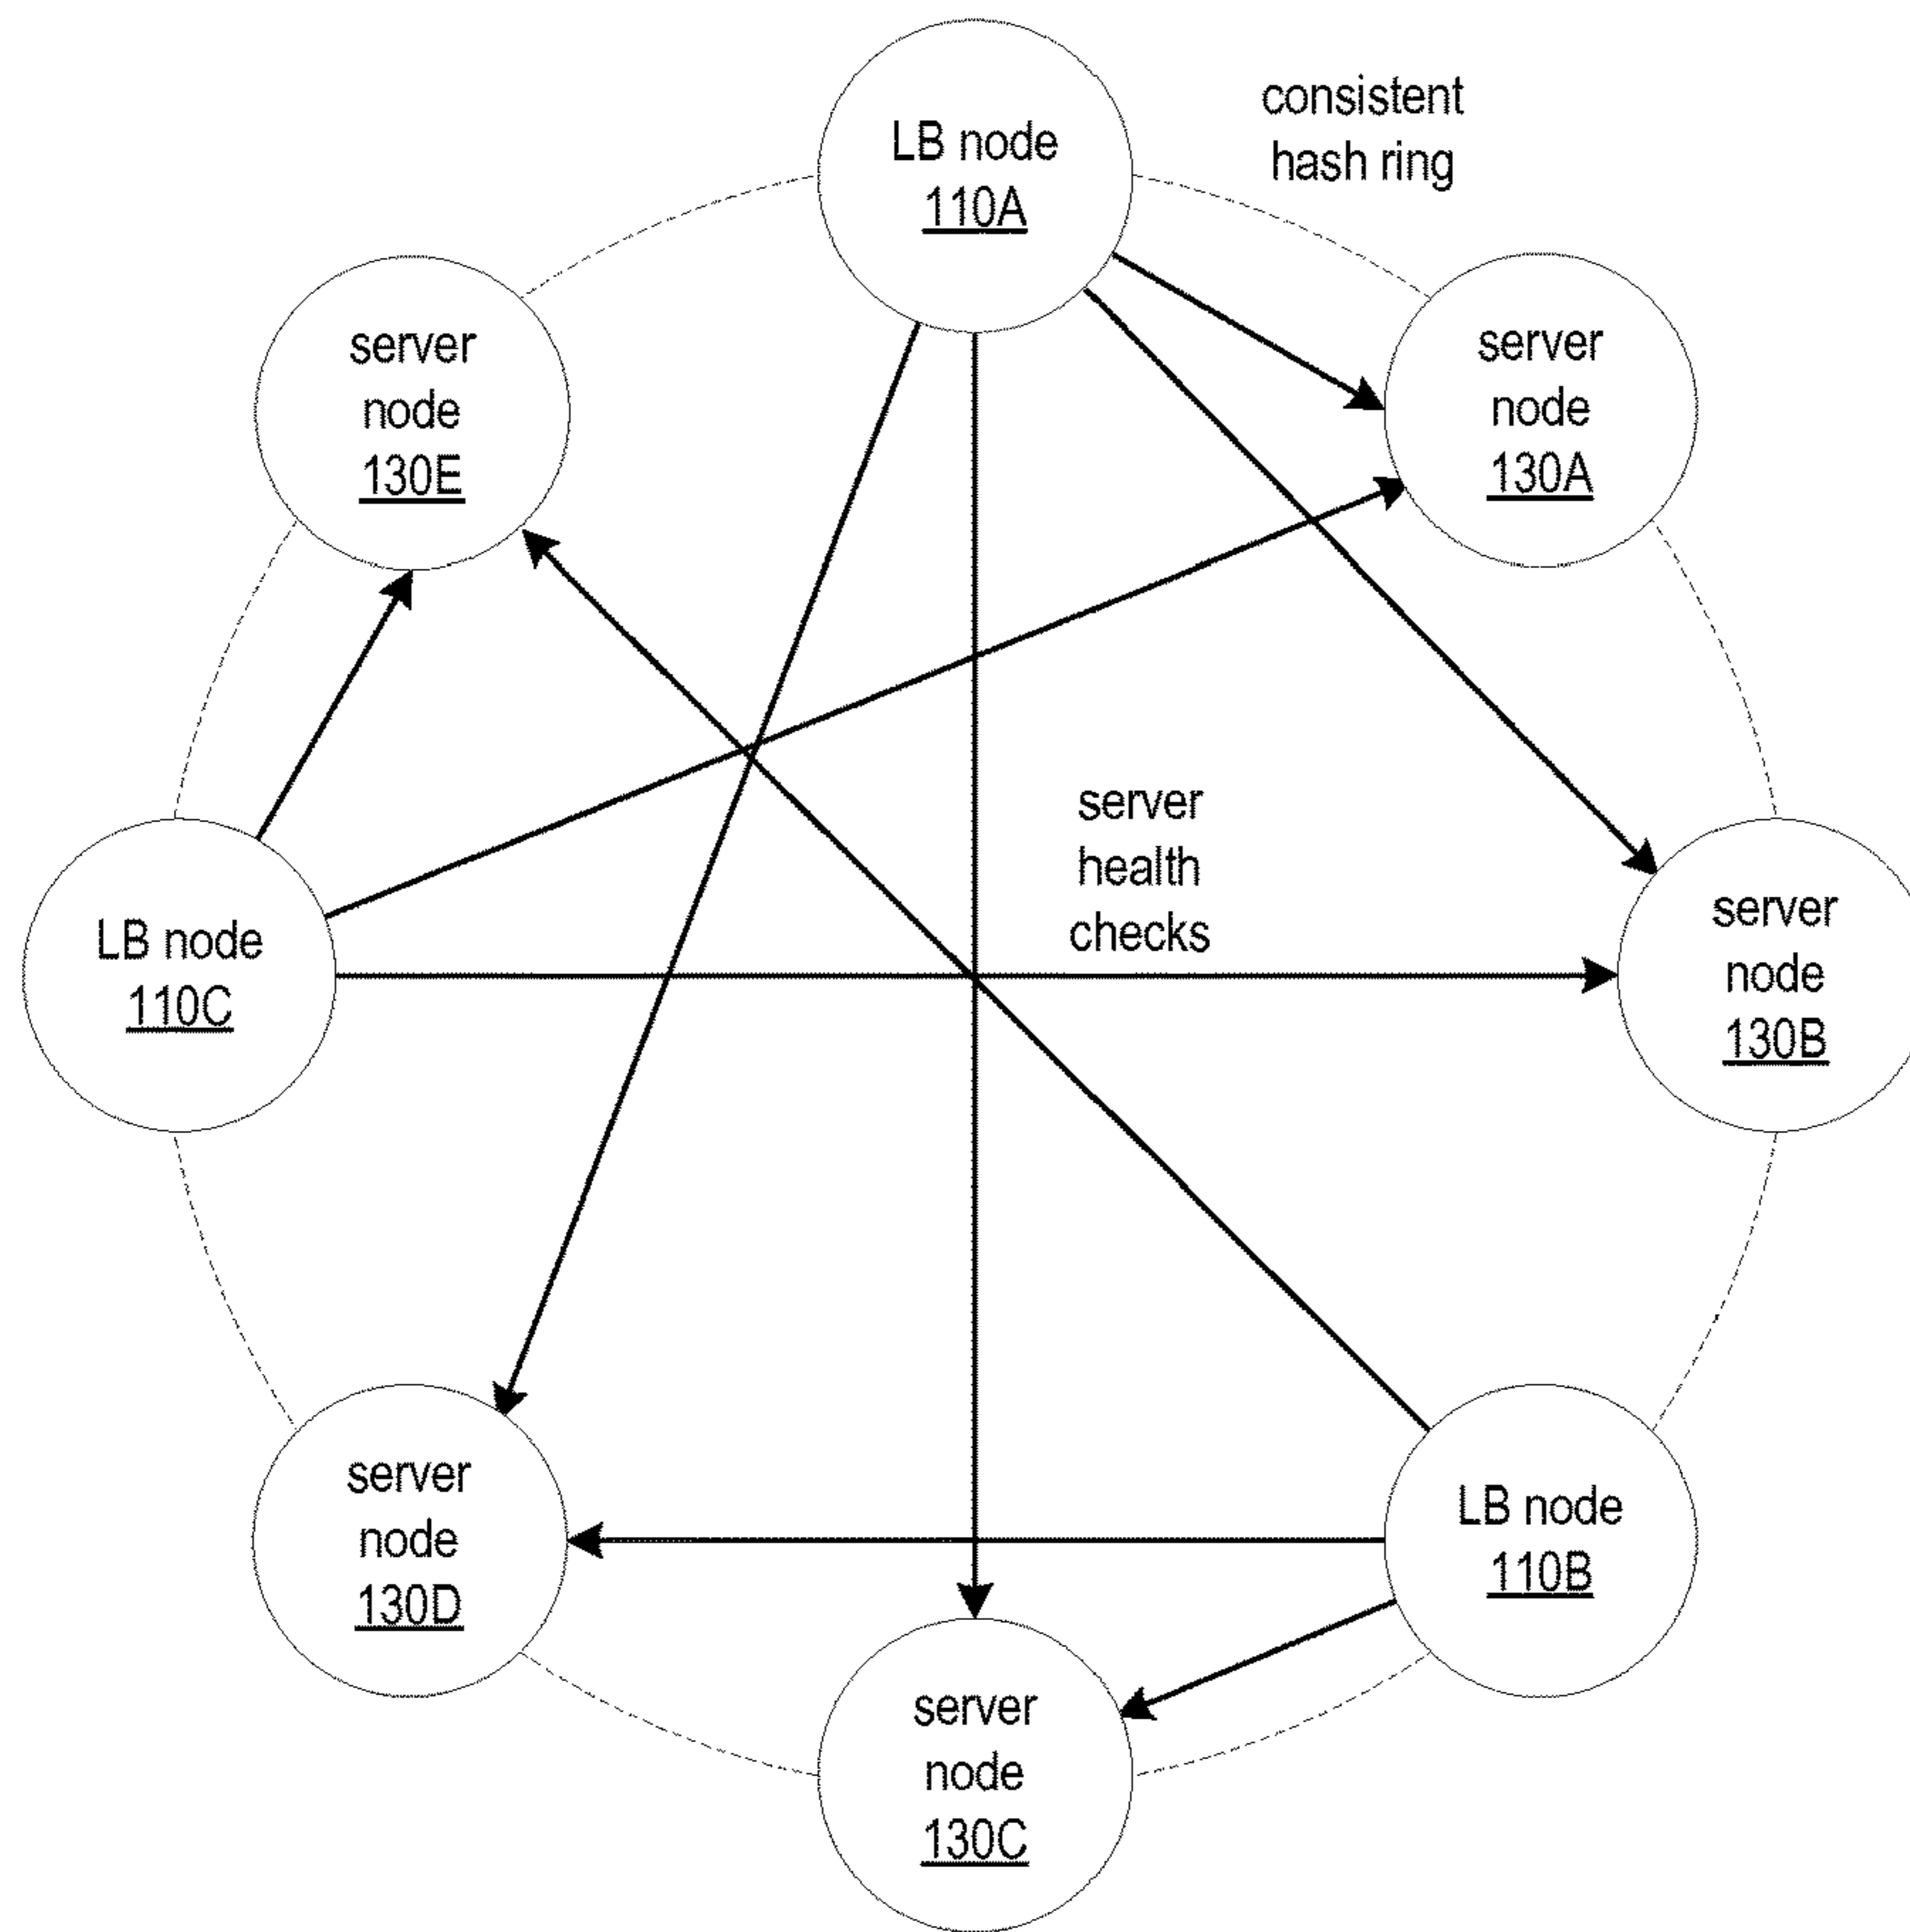 LB node
110A
consistent
hash ring
server
node
130E
server
node
130A
server
health
checks
LB node
110C
server
node
130B
server
node
130D
LB node
110B
server
node
130C